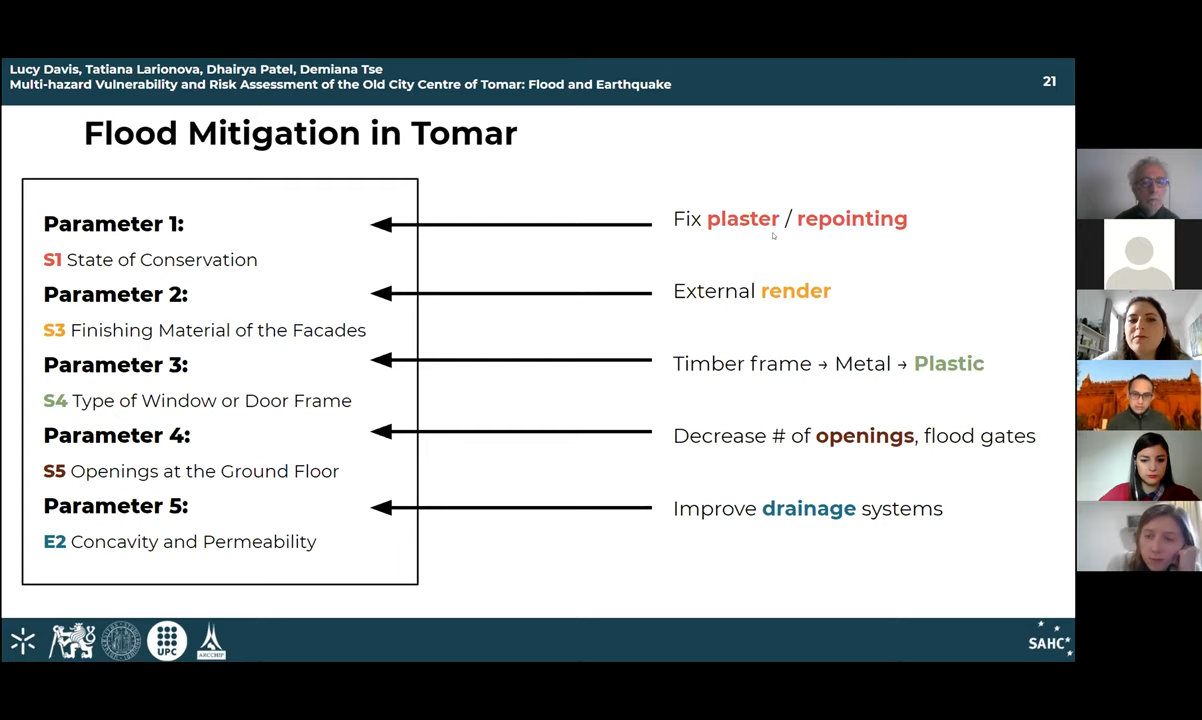 Lucy Davis, Tatiana Larionova, Dhairya Patel, Demiana Tse
Multi-hazard Vulnerability and Risk Assessment of the Old City Centre of Tomar: Flood and Earthquake
21
Flood Mitigation in Tomar
Parameter 1:
S1 State of Conservation
Parameter 2:
S3 Finishing Material of the Facades
Parameter 3:
S4 Type of Window or Door Frame
Parameter 4:
S5 Openings at the Ground Floor
Parameter 5:
E2 Concavity and Permeability
Fix plaster / repointing
External render
Timber frame → Metal → Plastic
Decrease # of openings, flood gates
Improve drainage systems
UPC
ARCCHIP
SAHC